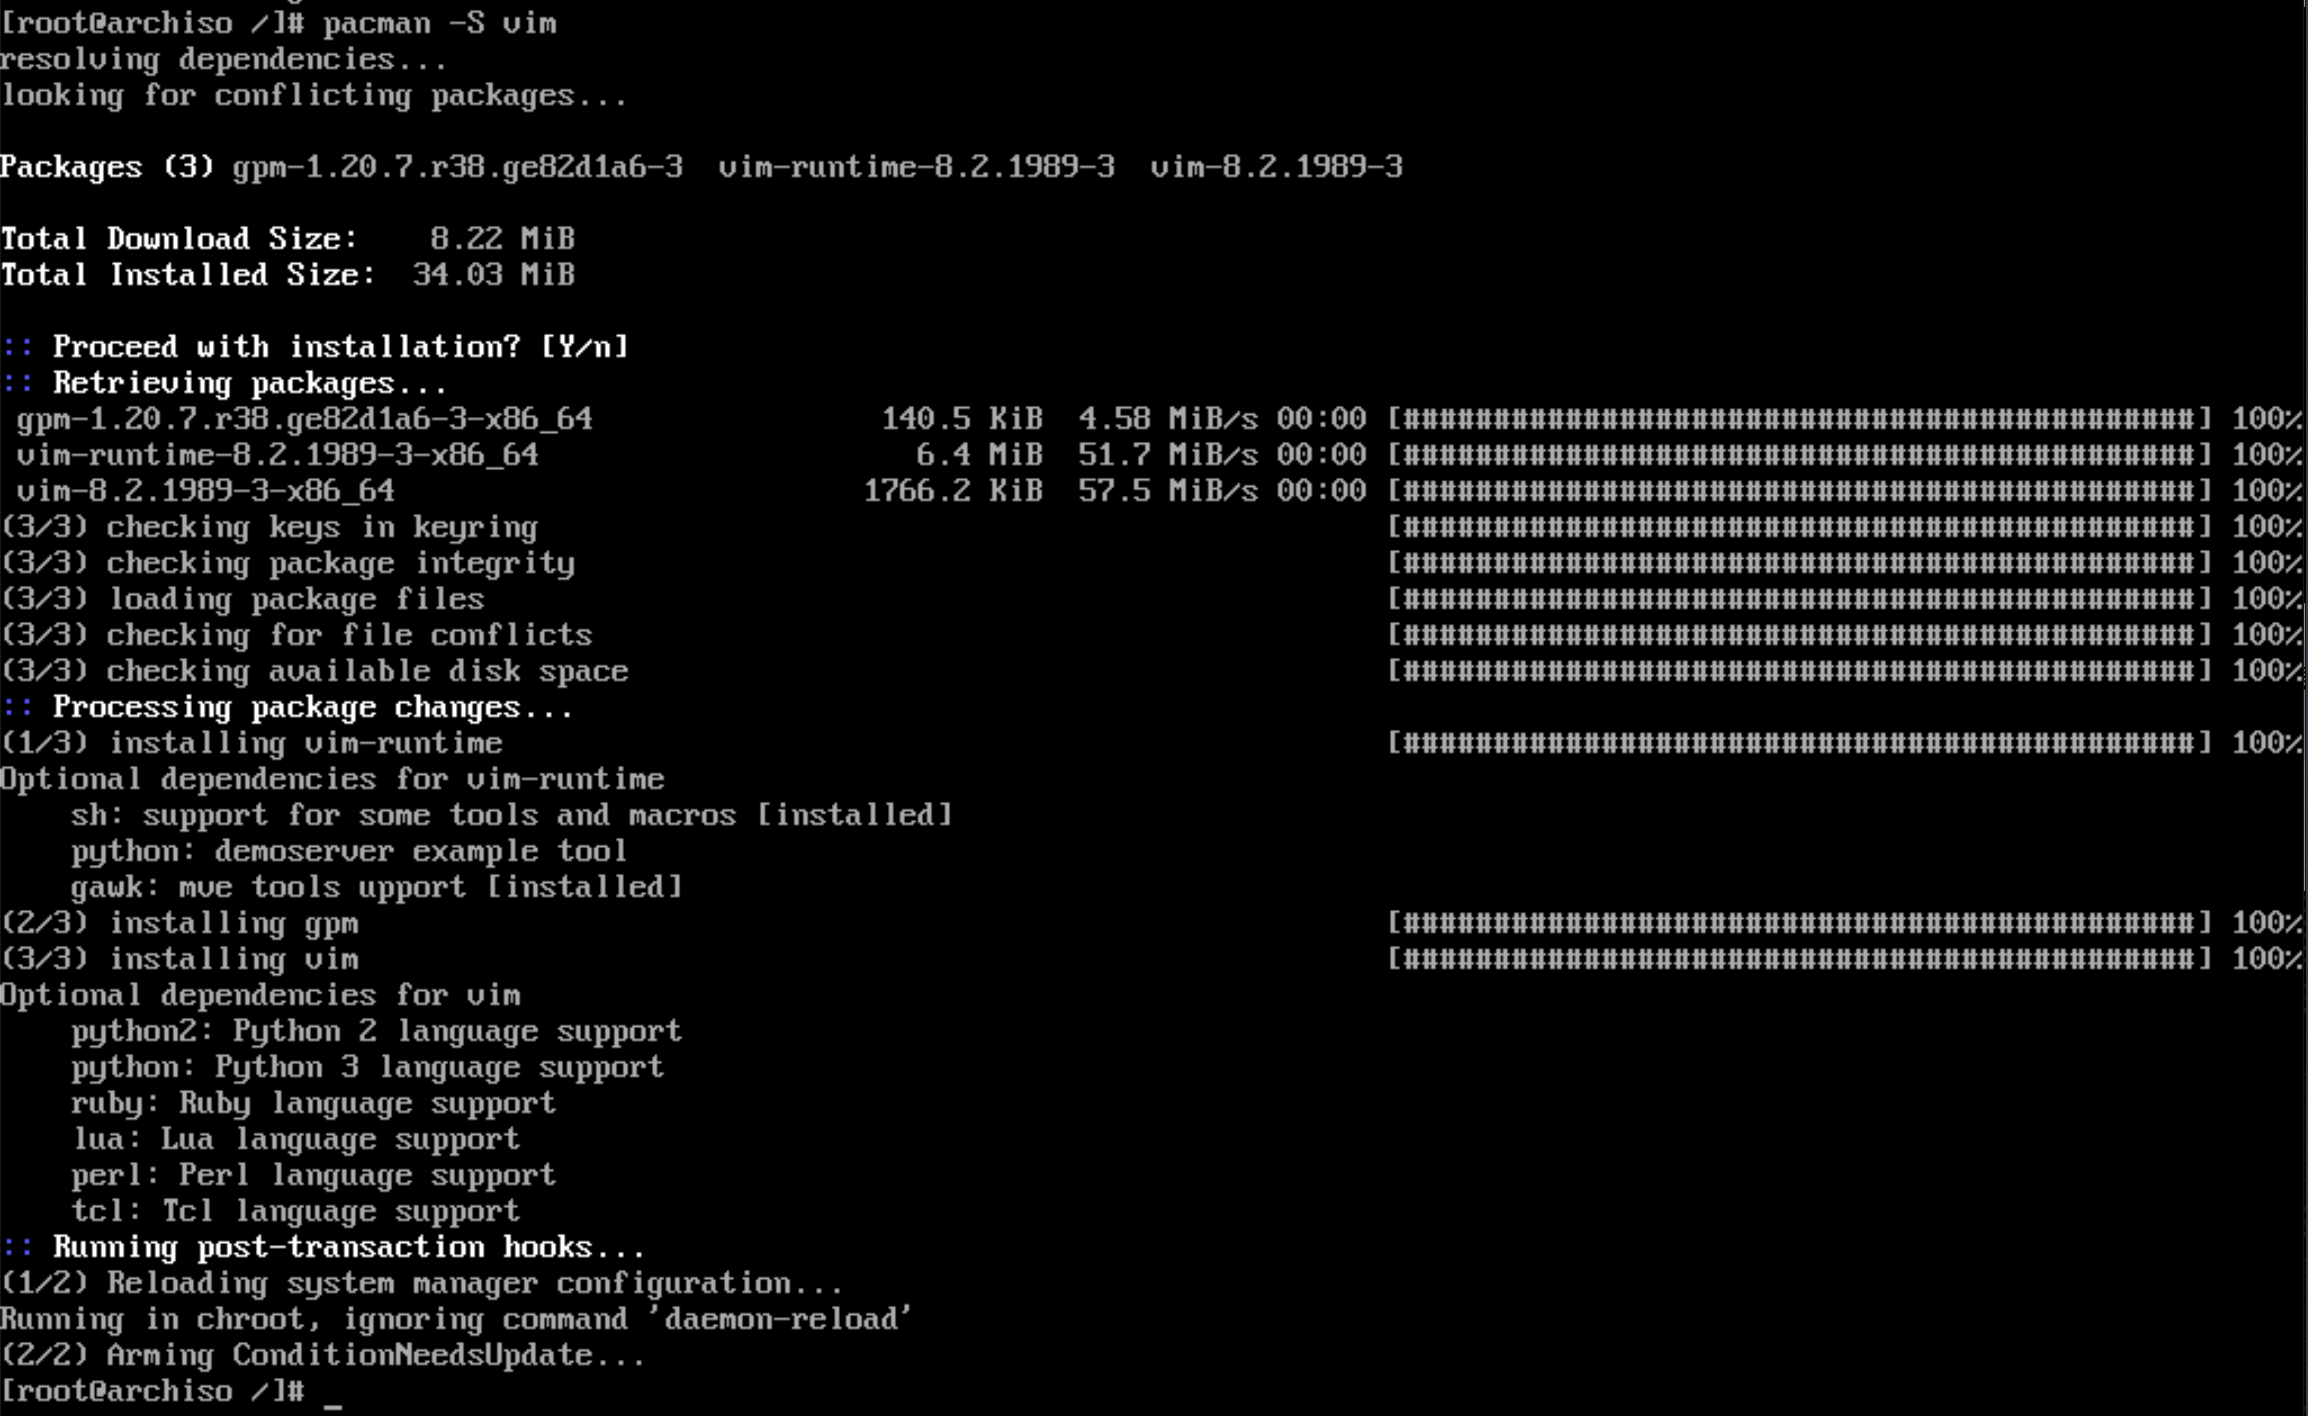 [root@archiso /]# pacman -S vim
resolving dependencies...
looking for conflicting packages...
Packages (3) gpm-1.20.7.r38.ge82d1a6-3  vim-runtime-8.2.1989-3  vim-8.2.1989-3
Total Download Size:    8.22 MiB
Total Installed Size:  34.03 MiB
:: Proceed with installation? [Y/n]
:: Retrieving packages...
 gpm-1.20.7.r38.ge82d1a6-3-x86_64                140.5 KiB  4.58 MiB/s 00:00 [############################################] 100%
 vim-runtime-8.2.1989-3-x86_64                     6.4 MiB  51.7 MiB/s 00:00 [############################################] 100%
 vim-8.2.1989-3-x86_64                          1766.2 KiB  57.5 MiB/s 00:00 [############################################] 100%
(3/3) checking keys in keyring                                               [############################################] 100%
(3/3) checking package integrity                                             [############################################] 100%
(3/3) loading package files                                                  [############################################] 100%
(3/3) checking for file conflicts                                            [############################################] 100%
(3/3) checking available disk space                                          [############################################] 100%
:: Processing package changes...
(1/3) installing vim-runtime                                                 [############################################] 100%
Optional dependencies for vim-runtime
    sh: support for some tools and macros [installed]
    python: demoserver example tool
    gawk: mve tools upport [installed]
(2/3) installing gpm                                                         [############################################] 100%
(3/3) installing vim                                                         [############################################] 100%
Optional dependencies for vim
    python2: Python 2 language support
    python: Python 3 language support
    ruby: Ruby language support
    lua: Lua language support
    perl: Perl language support
    tcl: Tcl language support
:: Running post-transaction hooks...
(1/2) Reloading system manager configuration...
Running in chroot, ignoring command 'daemon-reload'
(2/2) Arming ConditionNeedsUpdate...
[root@archiso /]# _